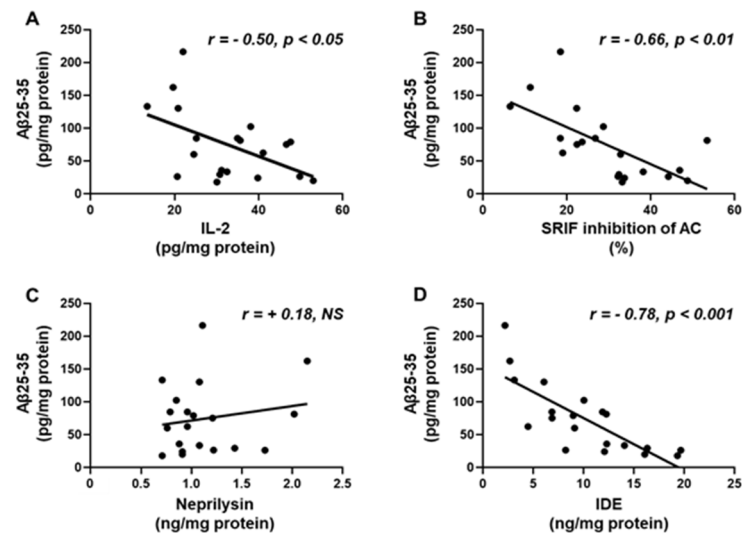 A
r = - 0.50, p < 0.05
Aβ25-35
(pg/mg protein)
250
200
150
100
50
0
0 20 40 60
IL-2
(pg/mg protein)
B
r = - 0.66, p < 0.01
Aβ25-35
(pg/mg protein)
250
200
150
100
50
0
0 20 40 60
SRIF inhibition of AC
(%)
C
r = + 0.18, NS
Aβ25-35
(pg/mg protein)
250
200
150
100
50
0
0.0 0.5 1.0 1.5 2.0 2.5
Neprilysin
(ng/mg protein)
D
r = - 0.78, p < 0.001
Aβ25-35
(pg/mg protein)
250
200
150
100
50
0
0 5 10 15 20 25
IDE
(ng/mg protein)